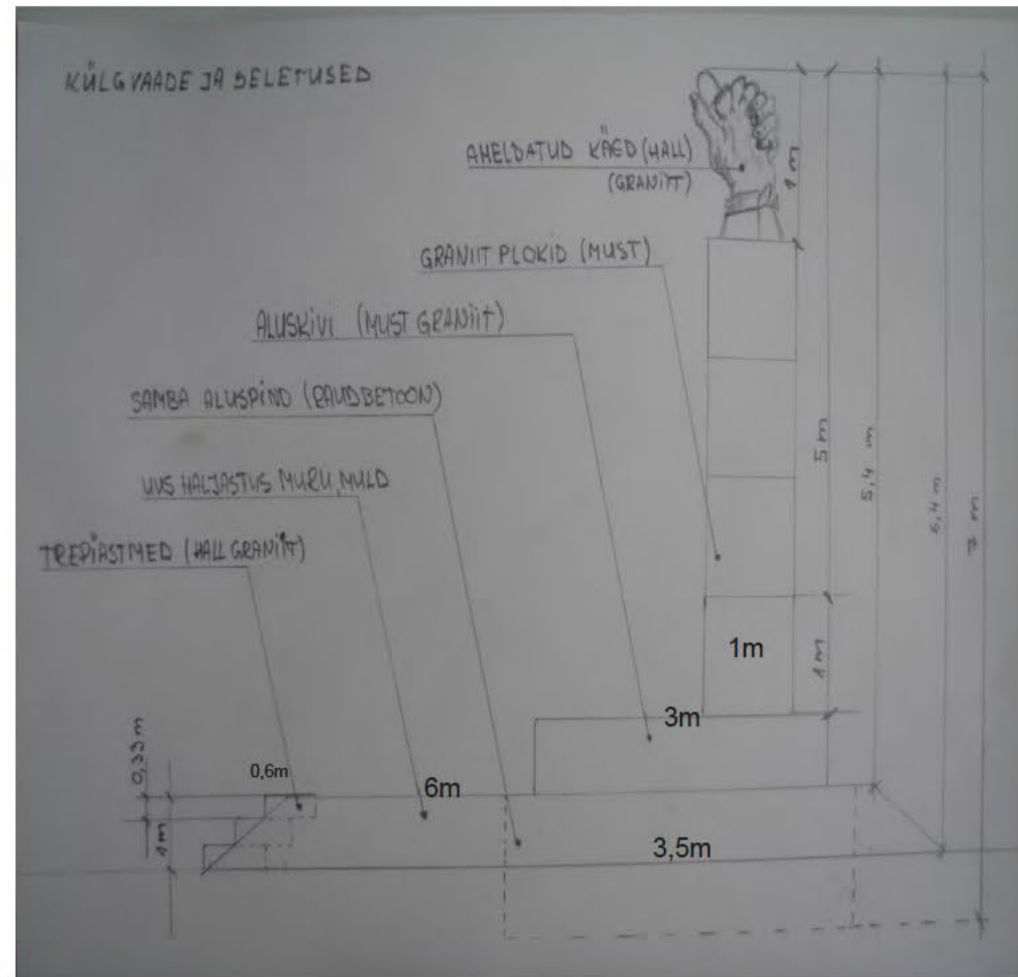 KÜLGVAADE JA SELETUSED
AHELDATUD KÄED (HALL)
(GRANIIT)
1 m
GRANIIT PLOKID (MUST)
ALUSKIVI (MUST GRANIIT)
SAMBA ALUSPIND (RAUDBETOON)
5 m
5,4 m
6,4 m
7 m
UUS HALJASTUS MURU, MULD
TREPIASTMED (HALL GRANIIT)
1m
1m
3m
0,33 m
0,6m
6m
1m
3,5m